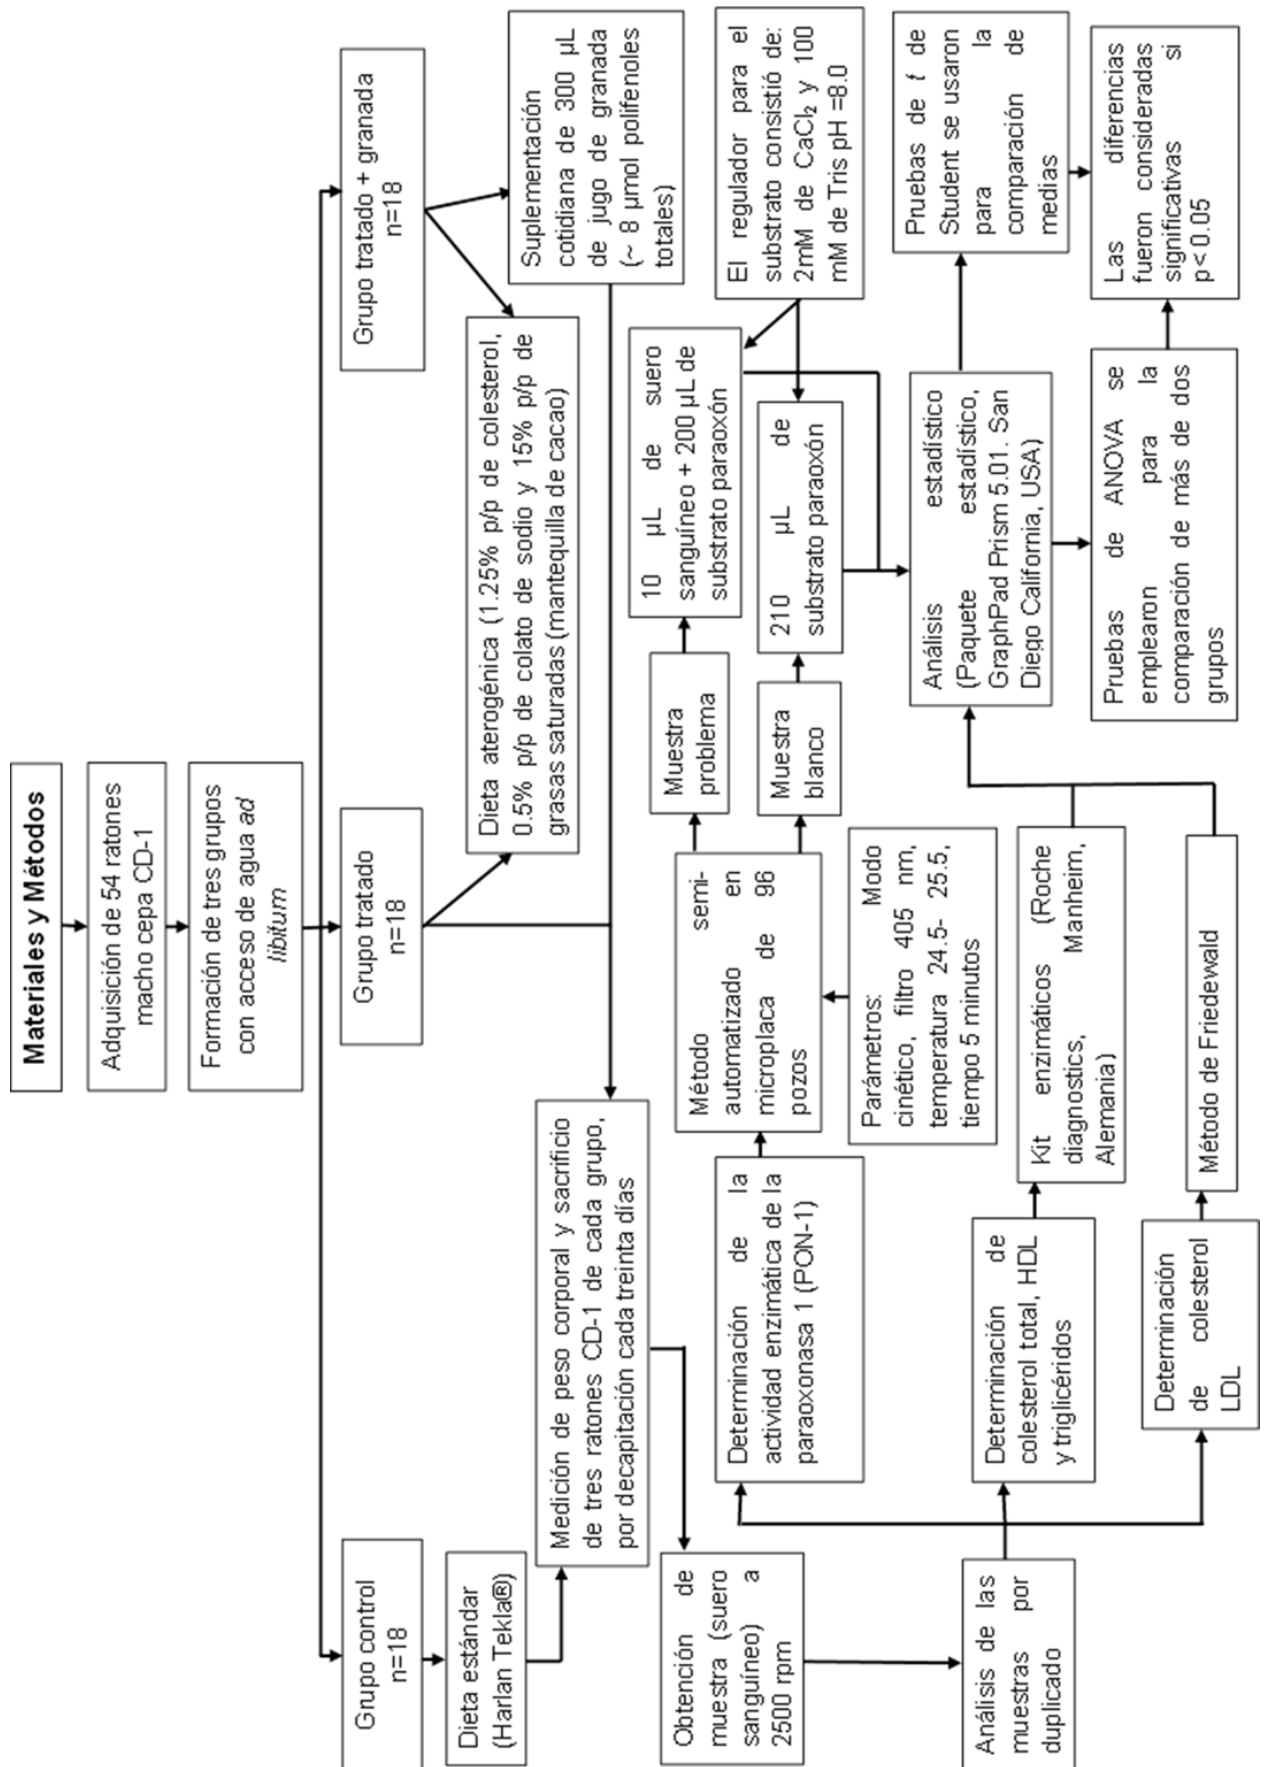 Materiales y Métodos
Adquisición de 54 ratones
macho cepa CD-1
Formación de tres grupos
con acceso de agua ad
libitum
Grupo control
n=18
Grupo tratado
n=18
Grupo tratado + granada
n=18
Dieta estándar
(Harlan Tekla®)
Dieta aterogénica (1.25% p/p de colesterol,
0.5% p/p de colato de sodio y 15% p/p de
grasas saturadas (mantequilla de cacao)
Suplementación
cotidiana de 300 µL
de jugo de granada
(~ 8 µmol polifenoles
totales)
Medición de peso corporal y sacrificio
de tres ratones CD-1 de cada grupo,
por decapitación cada treinta días
Obtención de
muestra (suero
sanguíneo) a
2500 rpm
Análisis de las
muestras por
duplicado
Determinación de la
actividad enzimática de la
paraoxonasa 1 (PON-1)
Método semi-
automatizado en
microplaca de 96
pozos
Parámetros: Modo
cinético, filtro 405 nm,
temperatura 24.5- 25.5,
tiempo 5 minutos
Muestra
problema
Muestra
blanco
10 µL de suero
sanguíneo + 200 µL de
substrato paraoxón
210 µL de
substrato paraoxón
El regulador para el
substrato consistió de:
2mM de CaCl₂ y 100
mM de Tris pH =8.0
Determinación de
colesterol total, HDL
y triglicéridos
Kit enzimáticos (Roche
diagnostics, Manheim,
Alemania)
Determinación
de colesterol
LDL
Método de Friedewald
Análisis estadístico
(Paquete estadístico,
GraphPad Prism 5.01. San
Diego California, USA)
Pruebas de t de
Student se usaron
para la
comparación de
medias
Pruebas de ANOVA se
emplearon para la
comparación de más de dos
grupos
Las diferencias
fueron consideradas
significativas si
p< 0.05